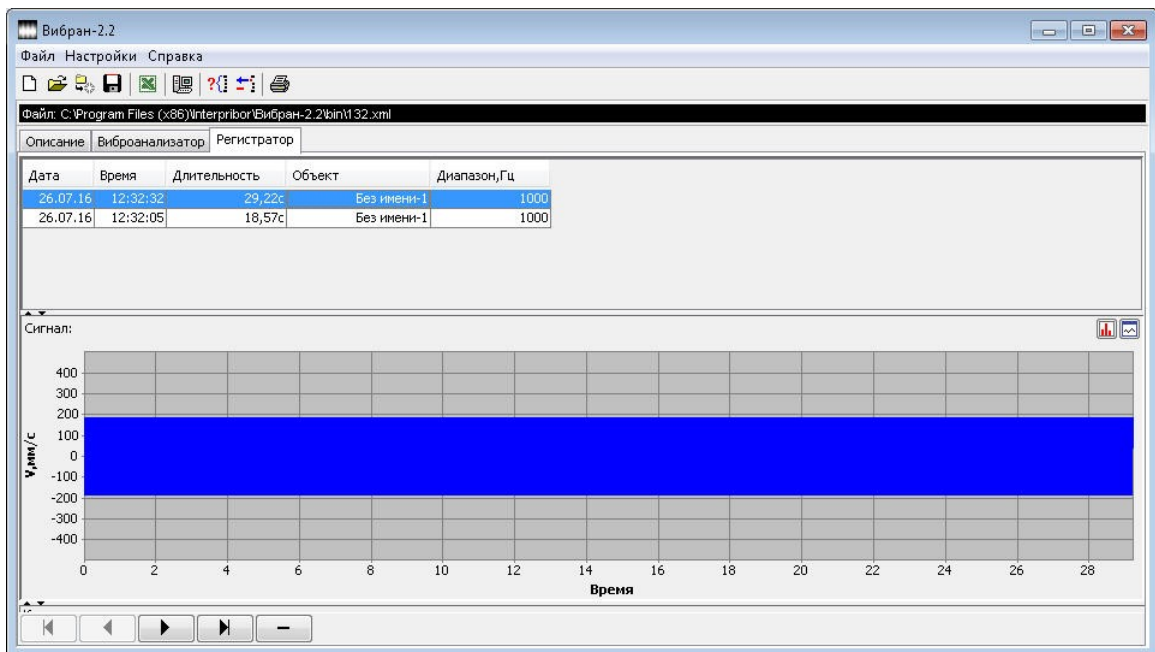 Вибран-2.2
Файл Настройки Справка
Файл: C:\Program Files (x86)\Interpribor\Вибран-2.2\bin\132.xml
Описание Виброанализатор Регистратор
Дата Время Длительность Объект Диапазон,Гц
26.07.16 12:32:32 29,22с Без имени-1 1000
26.07.16 12:32:05 18,57с Без имени-1 1000
Сигнал:
400
300
200
100
0
-100
-200
-300
-400
V,мм/с
0 2 4 6 8 10 12 14 16 18 20 22 24 26 28
Время